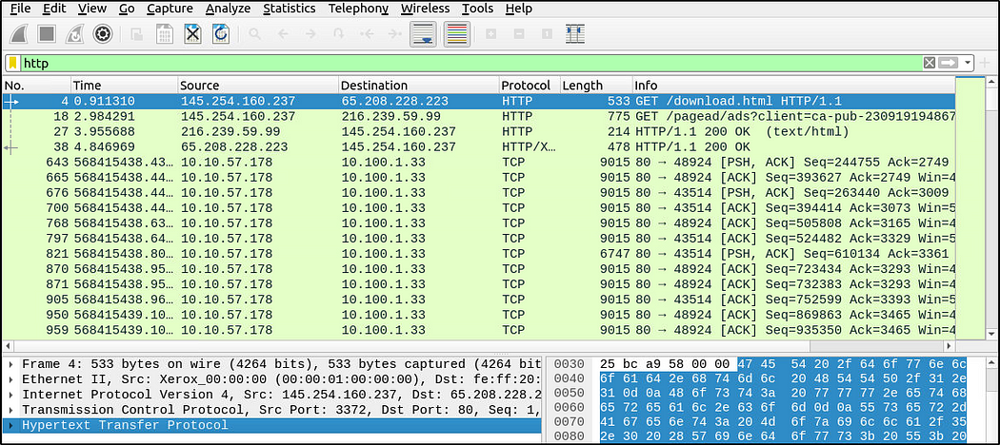 File Edit View Go Capture Analyze Statistics Telephony Wireless Tools Help
http
No. Time Source Destination Protocol Length Info
4 0.911310 145.254.160.237 65.208.228.223 HTTP 533 GET /download.html HTTP/1.1
18 2.984291 145.254.160.237 216.239.59.99 HTTP 775 GET /pagead/ads?client=ca-pub-230919194867
27 3.955688 216.239.59.99 145.254.160.237 HTTP 214 HTTP/1.1 200 OK (text/html)
38 4.846969 65.208.228.223 145.254.160.237 HTTP/X… 478 HTTP/1.1 200 OK
643 568415438.43… 10.10.57.178 10.100.1.33 TCP 9015 80 → 48924 [PSH, ACK] Seq=244755 Ack=2749
665 568415438.44… 10.10.57.178 10.100.1.33 TCP 9015 80 → 48924 [ACK] Seq=393627 Ack=2749 Win=4
676 568415438.44… 10.10.57.178 10.100.1.33 TCP 9015 80 → 43514 [PSH, ACK] Seq=263440 Ack=3009
700 568415438.44… 10.10.57.178 10.100.1.33 TCP 9015 80 → 43514 [ACK] Seq=394414 Ack=3073 Win=5
768 568415438.63… 10.10.57.178 10.100.1.33 TCP 9015 80 → 48924 [ACK] Seq=505808 Ack=3165 Win=4
797 568415438.64… 10.10.57.178 10.100.1.33 TCP 9015 80 → 43514 [ACK] Seq=524482 Ack=3329 Win=5
821 568415438.80… 10.10.57.178 10.100.1.33 TCP 6747 80 → 43514 [PSH, ACK] Seq=610134 Ack=3361
870 568415438.95… 10.10.57.178 10.100.1.33 TCP 9015 80 → 48924 [ACK] Seq=723434 Ack=3293 Win=4
871 568415438.95… 10.10.57.178 10.100.1.33 TCP 9015 80 → 48924 [ACK] Seq=732383 Ack=3293 Win=4
905 568415438.96… 10.10.57.178 10.100.1.33 TCP 9015 80 → 43514 [ACK] Seq=752599 Ack=3393 Win=5
950 568415439.10… 10.10.57.178 10.100.1.33 TCP 9015 80 → 48924 [ACK] Seq=869863 Ack=3465 Win=4
959 568415439.10… 10.10.57.178 10.100.1.33 TCP 9015 80 → 48924 [ACK] Seq=935350 Ack=3465 Win=4
Frame 4: 533 bytes on wire (4264 bits), 533 bytes captured (4264 bit
Ethernet II, Src: Xerox_00:00:00 (00:00:01:00:00:00), Dst: fe:ff:20:
Internet Protocol Version 4, Src: 145.254.160.237, Dst: 65.208.228.2
Transmission Control Protocol, Src Port: 3372, Dst Port: 80, Seq: 1,
Hypertext Transfer Protocol
0030 25 bc a9 58 00 00 47 45 54 20 2f 64 6f 77 6e 6c
0040 6f 61 64 2e 68 74 6d 6c 20 48 54 54 50 2f 31 2e
0050 31 0d 0a 48 6f 73 74 3a 20 77 77 77 2e 65 74 68
0060 65 72 65 61 6c 2e 63 6f 6d 0d 0a 55 73 65 72 2d
0070 41 67 65 6e 74 3a 20 4d 6f 7a 69 6c 6c 61 2f 35
0080 2e 30 20 28 57 69 6e 64 6f 77 73 3b 20 55 3b 20